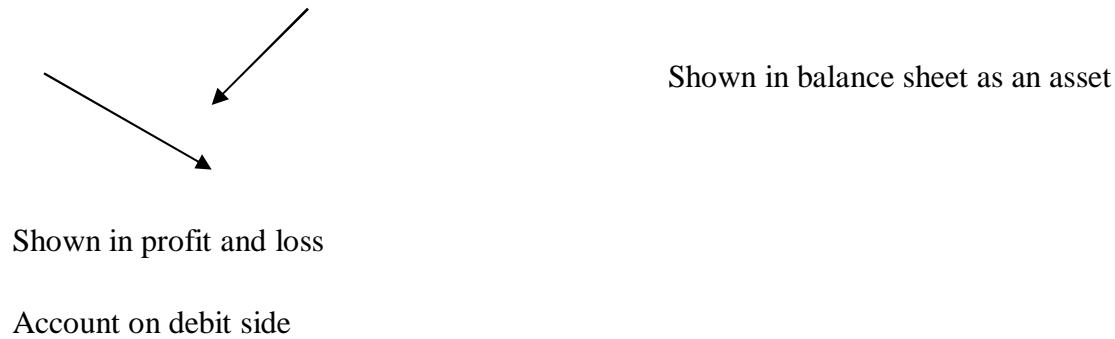 Shown in balance sheet as an asset
Shown in profit and loss
Account on debit side